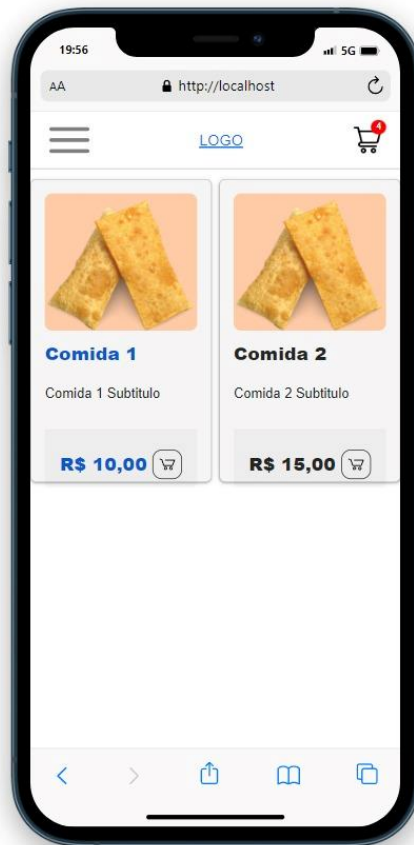 19:56
5G
AA
http://localhost
LOGO
4
Comida 1
Comida 2
Comida 1 Subtitulo
Comida 2 Subtitulo
R$ 10,00
R$ 15,00